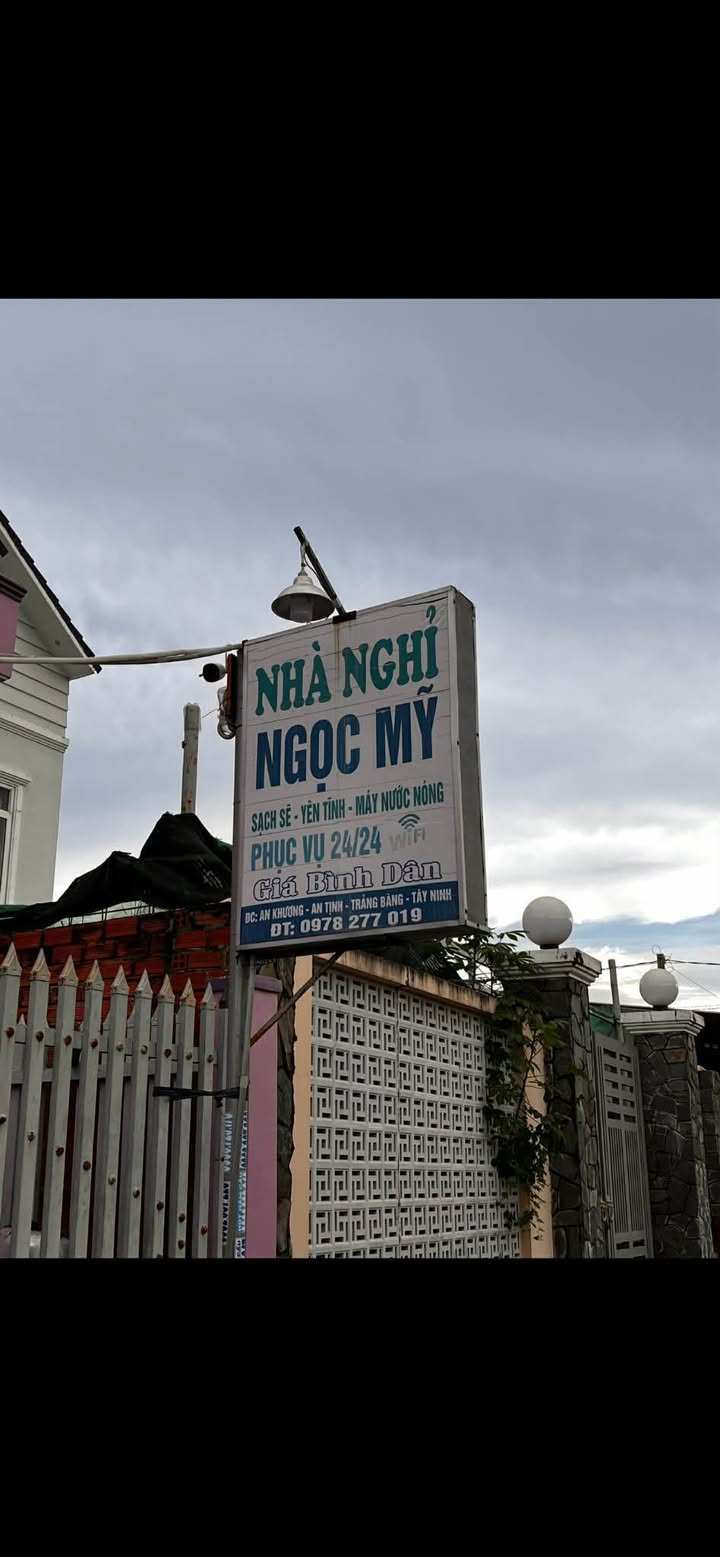 NHÀ NGHỈ
NGỌC MỸ
SẠCH SẼ - YÊN TĨNH - MÁY NƯỚC NÓNG
PHỤC VỤ 24/24 WiFi
Giá Bình Dân
ĐC: AN KHƯƠNG - AN TỊNH - TRẢNG BÀNG - TÂY NINH
ĐT: 0978 277 019